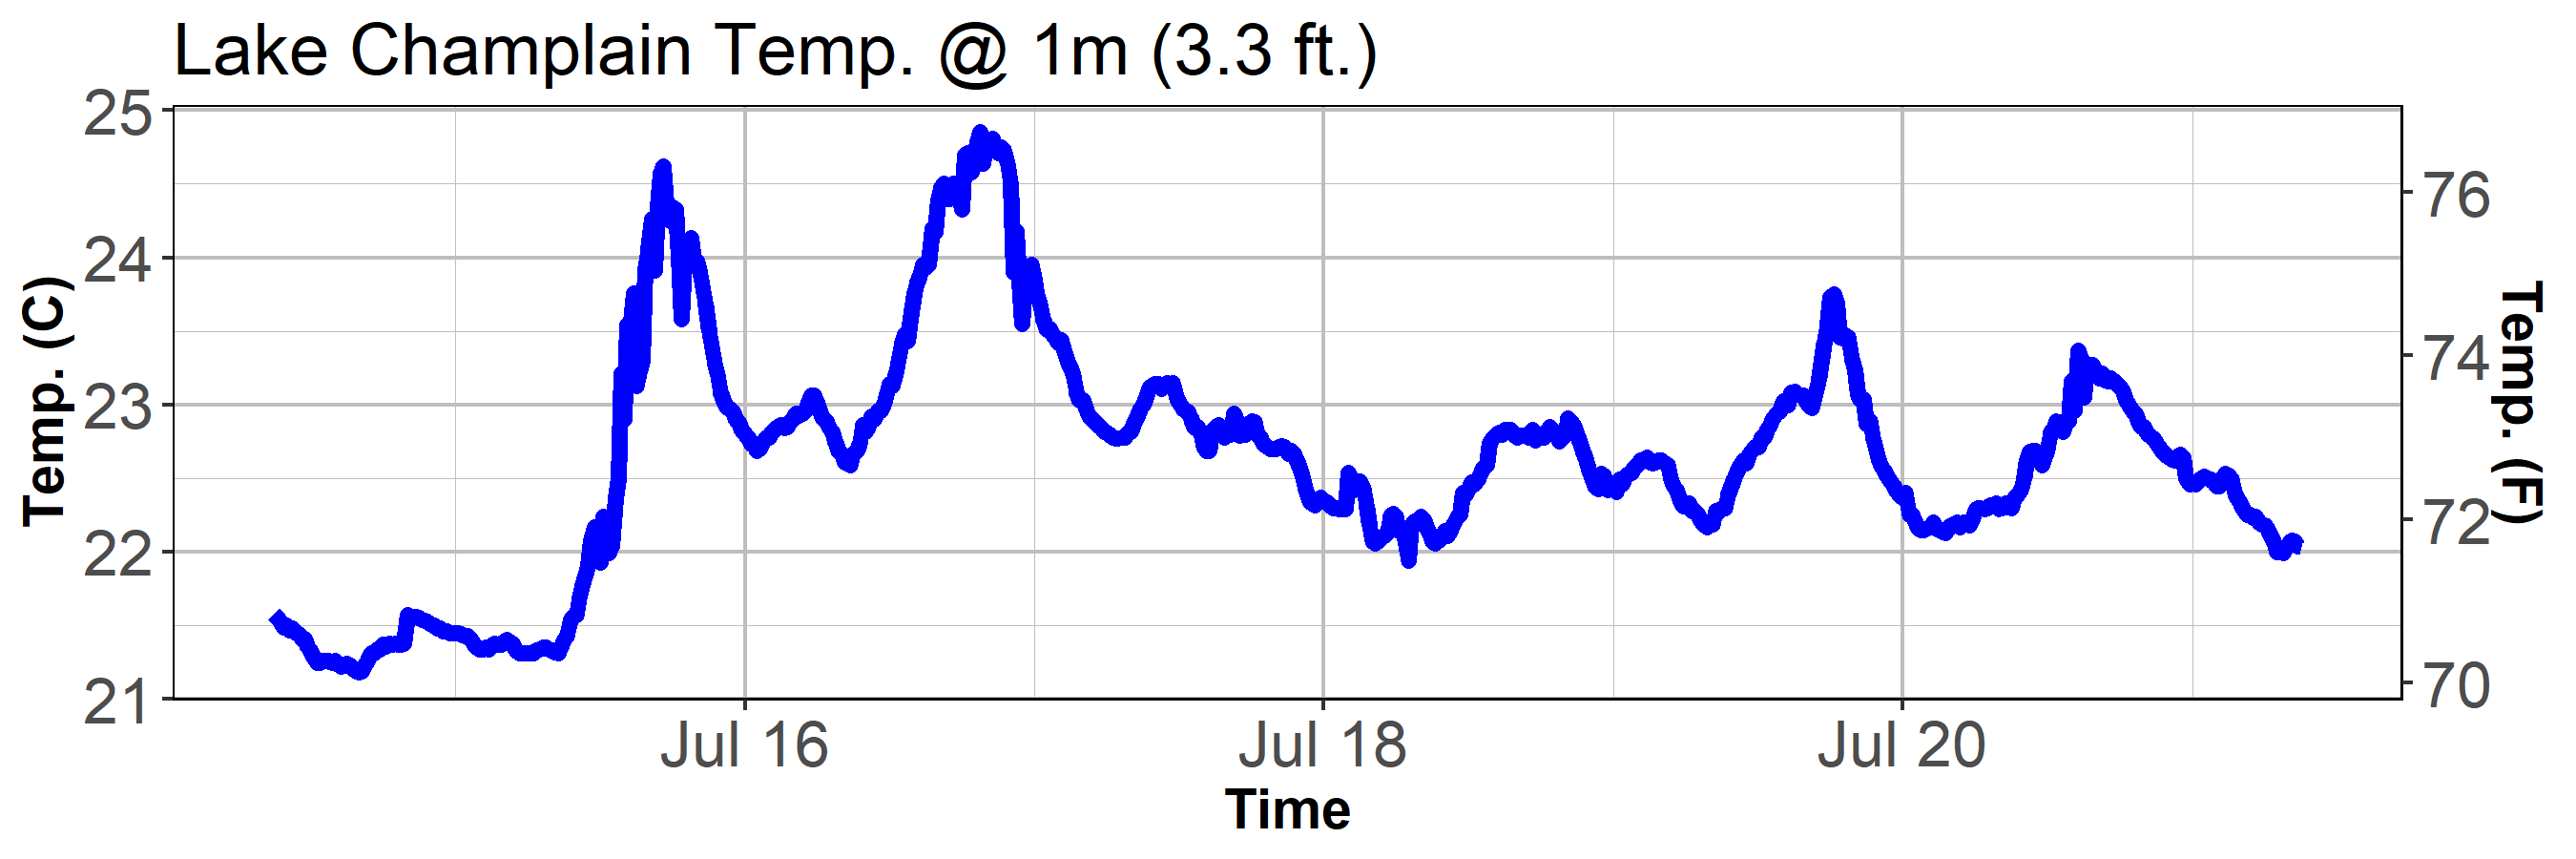 Lake Champlain Temp. @ 1m (3.3 ft.)
25
24
23
22
21
Temp. (C)
76
74
72
70
Temp. (F)
Jul 16 Jul 18 Jul 20
Time